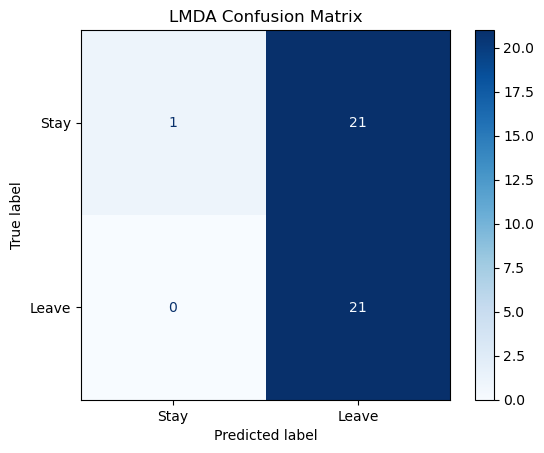 LMDA Confusion Matrix
Stay
1
21
Leave
0
21
Stay
Leave
True label
Predicted label
20.0
17.5
15.0
12.5
10.0
7.5
5.0
2.5
0.0